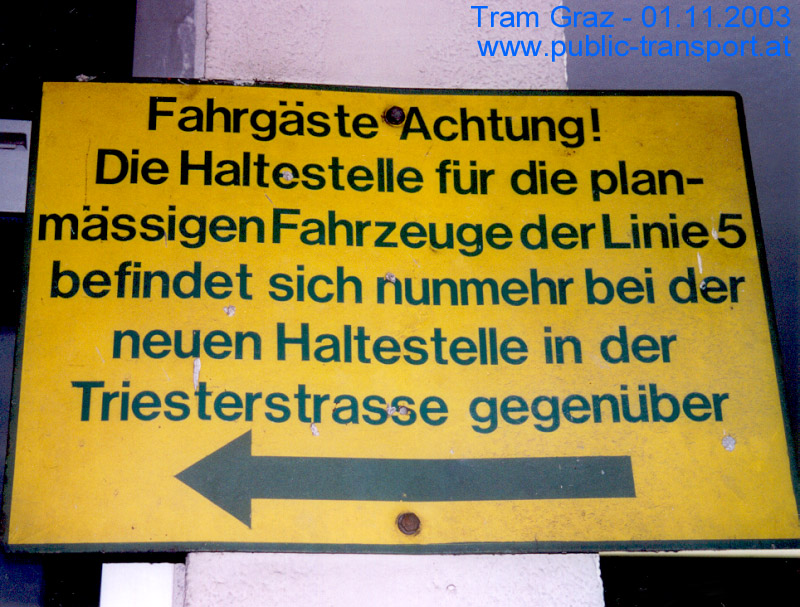 Tram Graz - 01.11.2003
www.public-transport.at
Fahrgäste Achtung!
Die Haltestelle für die plan-
mässigen Fahrzeuge der Linie 5
befindet sich nunmehr bei der
neuen Haltestelle in der
Triesterstrasse gegenüber